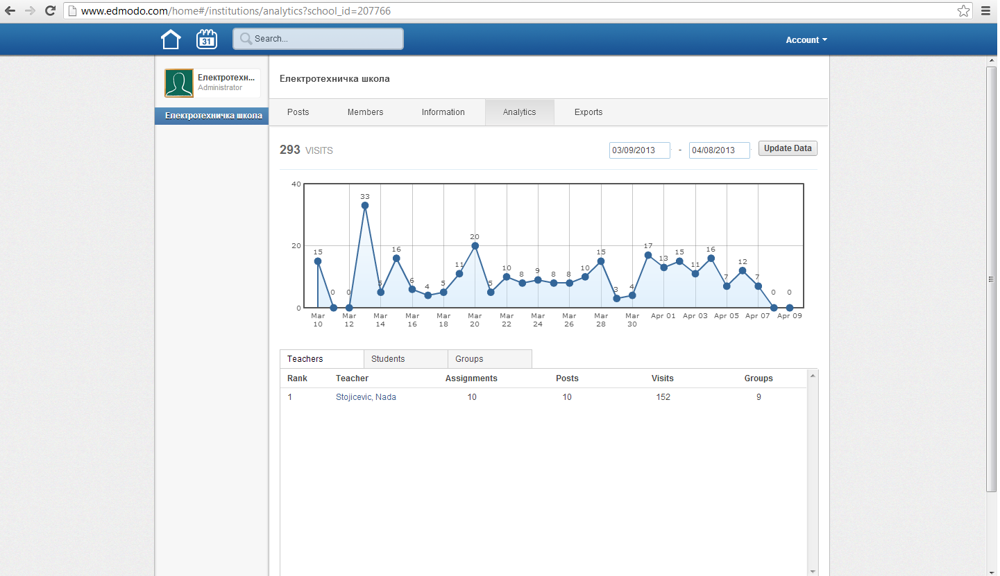 www.edmodo.com/home#/institutions/analytics?school_id=207766
31 Search... Account
Електротехн...
Administrator
Електротехничка школа
Електротехничка школа
Posts Members Information Analytics Exports
293 VISITS 03/09/2013 - 04/08/2013 Update Data
40
20
0
15 0 0 33 5 16 6 4 5 11 20 5 10 8 9 8 8 10 15 3 4 17 13 15 11 16 7 12 7 0 0
Mar 10 Mar 12 Mar 14 Mar 16 Mar 18 Mar 20 Mar 22 Mar 24 Mar 26 Mar 28 Mar 30 Apr 01 Apr 03 Apr 05 Apr 07 Apr 09
Teachers Students Groups
Rank Teacher Assignments Posts Visits Groups
1 Stojicevic, Nada 10 10 152 9